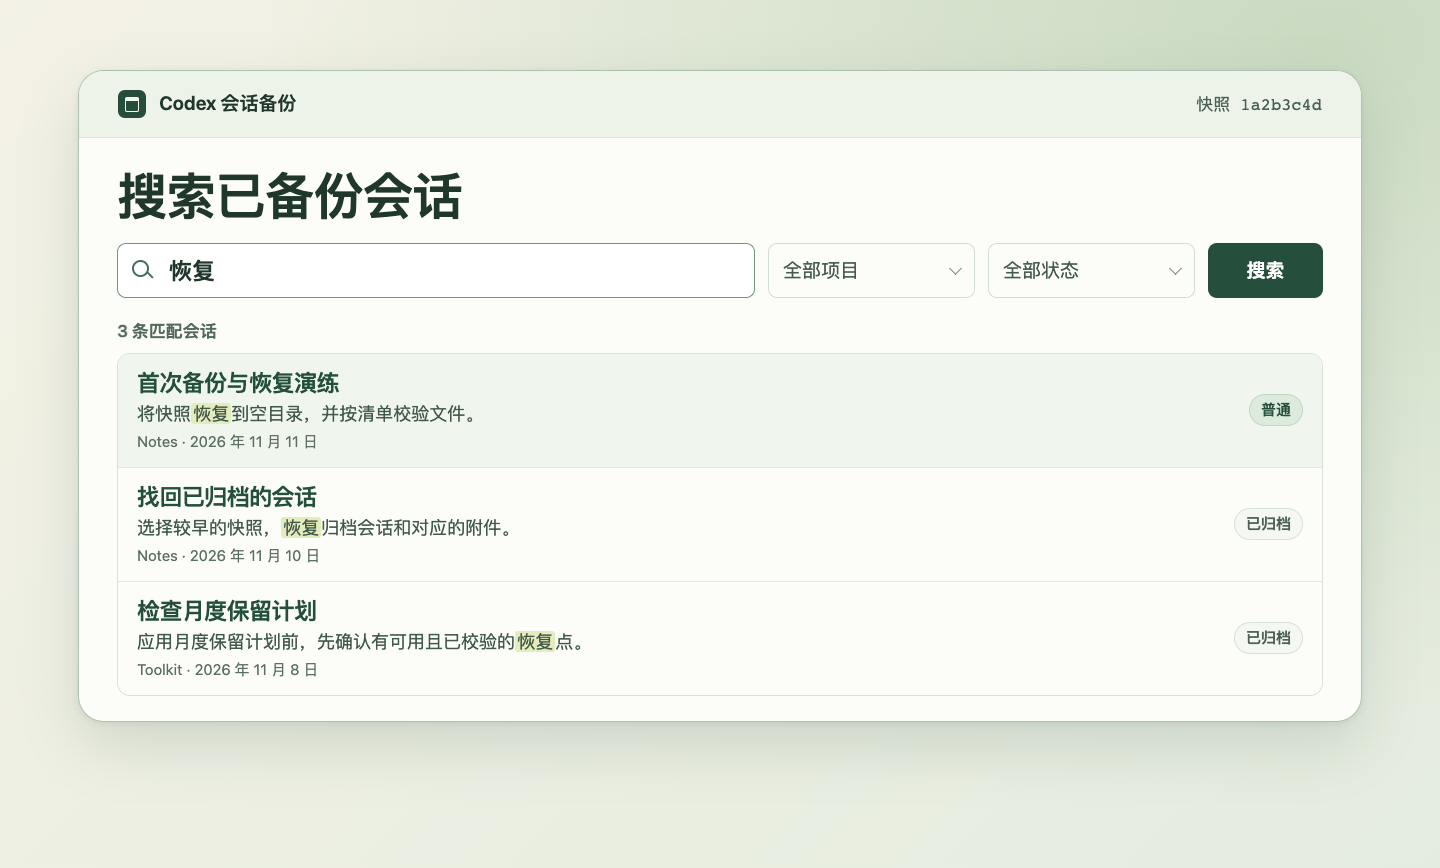 Codex 会话备份
快照 1a2b3c4d
搜索已备份会话
恢复
全部项目
全部状态
搜索
3 条匹配会话
首次备份与恢复演练
将快照恢复到空目录，并按清单校验文件。
Notes · 2026 年 11 月 11 日
普通
找回已归档的会话
选择较早的快照，恢复归档会话和对应的附件。
Notes · 2026 年 11 月 10 日
已归档
检查月度保留计划
应用月度保留计划前，先确认有可用且已校验的恢复点。
Toolkit · 2026 年 11 月 8 日
已归档